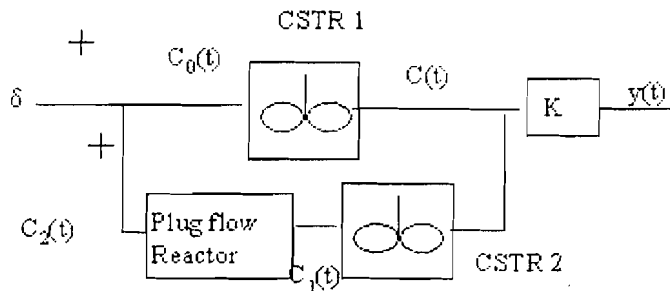 CSTR 1
+
C₀(t)
C(t)
δ
K
y(t)
+
C₂(t)
Plug flow
Reactor
C₁(t)
CSTR 2